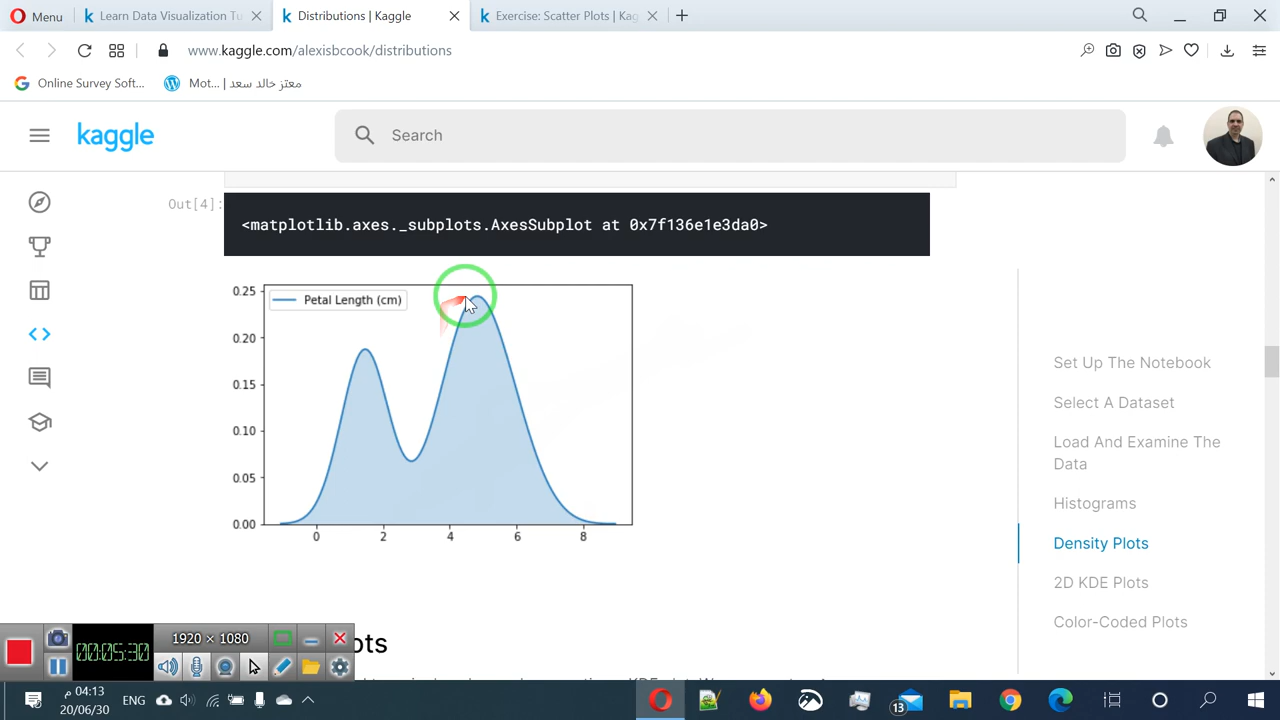 Menu
Learn Data Visualization Tu
Distributions | Kaggle
Exercise: Scatter Plots | Kag
www.kaggle.com/alexisbcook/distributions
Online Survey Soft...
Mot... | معتز خالد سعد
kaggle
Search
Out[4]:
<matplotlib.axes._subplots.AxesSubplot at 0x7f136e1e3da0>
0.25
0.20
0.15
0.10
0.05
0.00
Petal Length (cm)
0 2 4 6 8
Set Up The Notebook
Select A Dataset
Load And Examine The
Data
Histograms
Density Plots
2D KDE Plots
Color-Coded Plots
00:05:30
1920 × 1080
ots
04:13 م
20/06/30
ENG
13